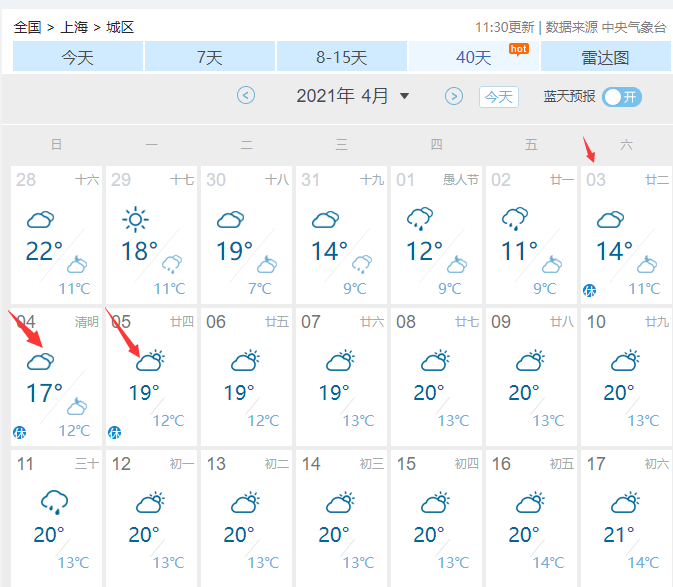 全国 > 上海 > 城区
11:30更新 | 数据来源 中央气象台
今天 7天 8-15天 40天 hot 雷达图
2021年 4月 今天 蓝天预报 开
日 一 二 三 四 五 六
28 十六 29 十七 30 十八 31 十九 01 愚人节 02 廿一 03 廿二
22° 18° 19° 14° 12° 11° 14°
11℃ 11℃ 7℃ 9℃ 9℃ 9℃ 休 11℃
04 清明 05 廿四 06 廿五 07 廿六 08 廿七 09 廿八 10 廿九
17° 19° 19° 19° 20° 20° 20°
休 12℃ 休 12℃ 12℃ 13℃ 13℃ 13℃ 13℃
11 三十 12 初一 13 初二 14 初三 15 初四 16 初五 17 初六
20° 20° 20° 20° 20° 20° 21°
13℃ 13℃ 13℃ 13℃ 13℃ 14℃ 14℃